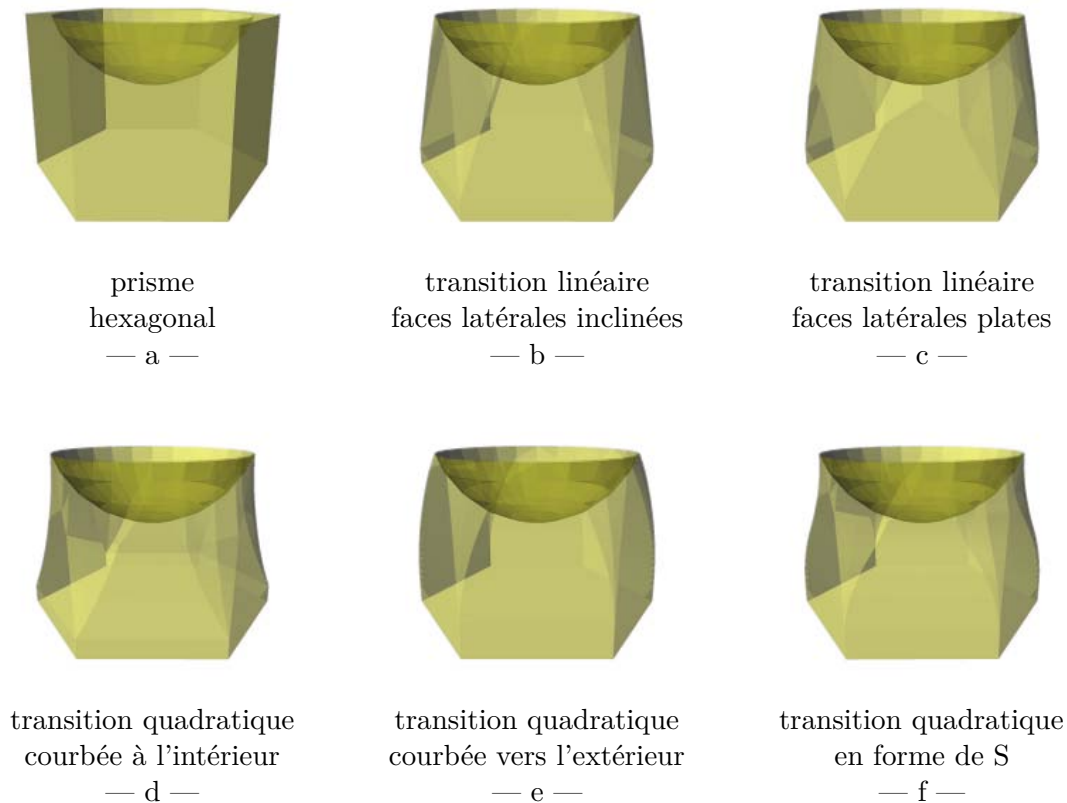 prisme
hexagonal
— a —
transition linéaire
faces latérales inclinées
— b —
transition linéaire
faces latérales plates
— c —
transition quadratique
courbée à l'intérieur
— d —
transition quadratique
courbée vers l'extérieur
— e —
transition quadratique
en forme de S
— f —